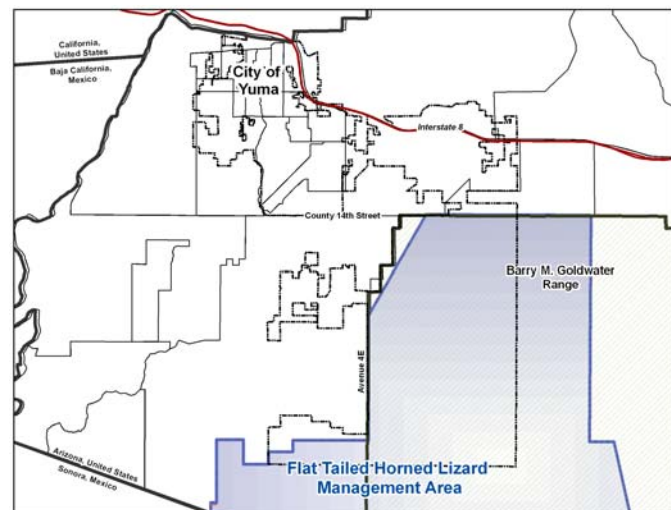 California,
United States
Baja California,
Mexico
City of
Yuma
Interstate 8
County 14th Street
Barry M. Goldwater
Range
Avenue 4E
Flat Tailed Horned Lizard
Management Area
Arizona, United States
Sonora, Mexico